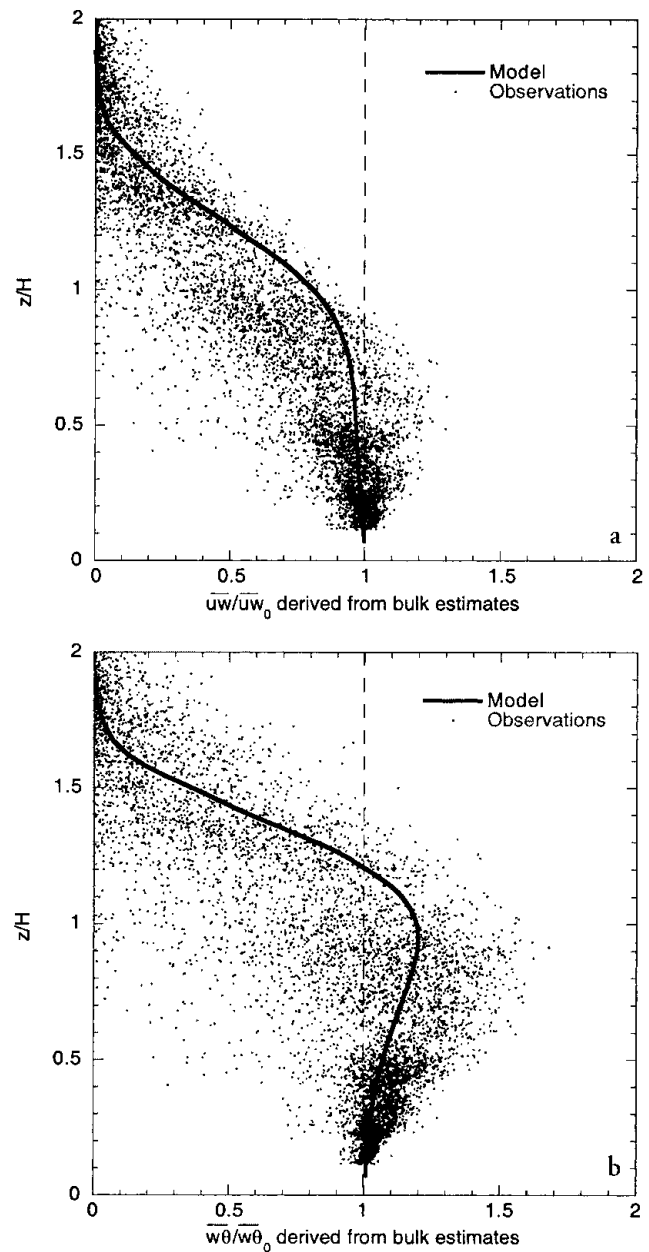 2
Model
Observations
1.5
z/H
1
0.5
0
a
0 0.5 1 1.5 2
uw/uw₀ derived from bulk estimates
2
Model
Observations
1.5
z/H
1
0.5
0
b
0 0.5 1 1.5 2
wθ/wθ₀ derived from bulk estimates